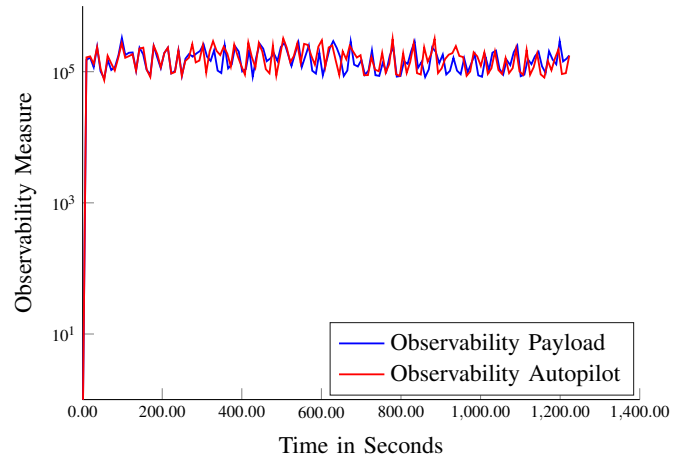 10^5
10^3
10^1
Observability Measure
Observability Payload
Observability Autopilot
0.00 200.00 400.00 600.00 800.00 1,000.00 1,200.00 1,400.00
Time in Seconds